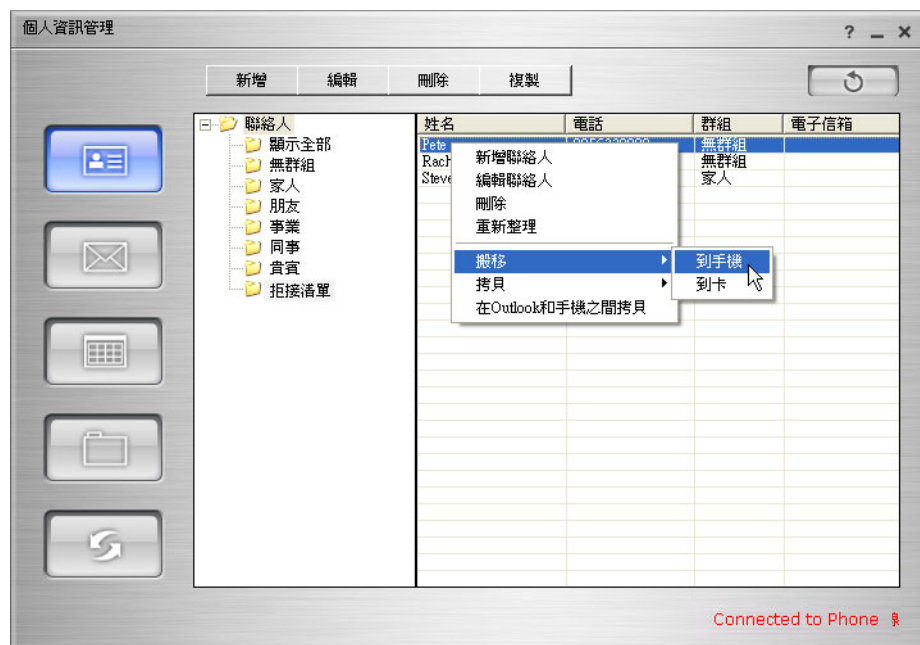 個人資訊管理
? _ ×
新增 編輯 刪除 複製
聯絡人
顯示全部
無群組
家人
朋友
事業
同事
貴賓
拒接清單
姓名 電話 群組 電子信箱
Pete 無群組
無群組
Steve 家人
新增聯絡人
編輯聯絡人
刪除
重新整理
搬移
拷貝
在Outlook和手機之間拷貝
到手機
到卡
Connected to Phone